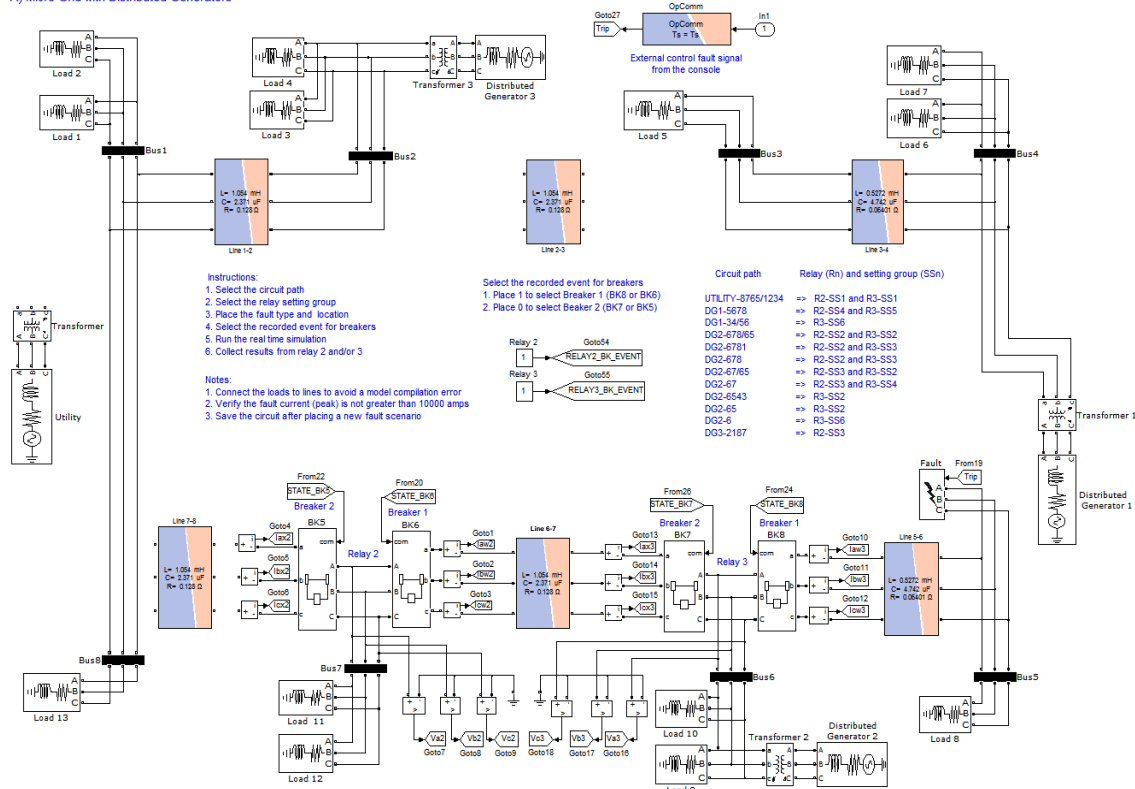 A) Micro Grid with Distributed Generators
Load 2
Load 1
Bus1
Load 4
Load 3
Transformer 3
Distributed
Generator 3
Bus2
Goto27
Trip
OpComm
OpComm
Ts = Ts
In1
1
External control fault signal
from the console
Load 5
Bus3
Load 7
Load 6
Bus4
L= 1.054 mH
C= 2.371 uF
R= 0.128 Ω
Line 1-2
L= 1.054 mH
C= 2.371 uF
R= 0.128 Ω
Line 2-3
L= 0.5272 mH
C= 4.742 uF
R= 0.06401 Ω
Line 3-4
Instructions:
1. Select the circuit path
2. Select the relay setting group
3. Place the fault type and location
4. Select the recorded event for breakers
5. Run the real time simulation
6. Collect results from relay 2 and/or 3
Notes:
1. Connect the loads to lines to avoid a model compilation error
2. Verify the fault current (peak) is not greater than 10000 amps
3. Save the circuit after placing a new fault scenario
Select the recorded event for breakers
1. Place 1 to select Breaker 1 (BK8 or BK6)
2. Place 0 to select Beaker 2 (BK7 or BK5)
Relay 2
1
Goto54
RELAY2_BK_EVENT
Relay 3
1
Goto55
RELAY3_BK_EVENT
Circuit path Relay (Rn) and setting group (SSn)
UTILITY-8765/1234 => R2-SS1 and R3-SS1
DG1-5678 => R2-SS4 and R3-SS5
DG1-34/56 => R3-SS6
DG2-678/65 => R2-SS2 and R3-SS2
DG2-6781 => R2-SS2 and R3-SS3
DG2-678 => R2-SS2 and R3-SS3
DG2-67/65 => R2-SS3 and R3-SS2
DG2-67 => R2-SS3 and R3-SS4
DG2-6543 => R3-SS2
DG2-65 => R3-SS2
DG2-6 => R3-SS6
DG3-2187 => R2-SS3
Transformer
Utility
Transformer 1
Distributed
Generator 1
Fault
From19
Trip
From22
STATE_BK5
Breaker 2
BK5
From20
STATE_BK6
Breaker 1
BK6
Relay 2
From26
STATE_BK7
Breaker 2
BK7
From24
STATE_BK8
Breaker 1
BK8
Relay 3
Line 7-8
L= 1.054 mH
C= 2.371 uF
R= 0.128 Ω
Goto4
Iax2
Goto5
Ibx2
Goto6
Icx2
Goto1
Iaw2
Goto2
Ibw2
Goto3
Icw2
Line 6-7
L= 1.054 mH
C= 2.371 uF
R= 0.128 Ω
Goto13
Iax3
Goto14
Ibx3
Goto15
Icx3
Goto10
Iaw3
Goto11
Ibw3
Goto12
Icw3
Line 5-6
L= 0.5272 mH
C= 4.742 uF
R= 0.06401 Ω
Bus8
Load 13
Bus7
Load 11
Load 12
Va2
Goto7
Vb2
Goto8
Vc2
Goto9
Vc3
Goto18
Vb3
Goto17
Va3
Goto16
Bus6
Load 10
Transformer 2
Distributed
Generator 2
Bus5
Load 8